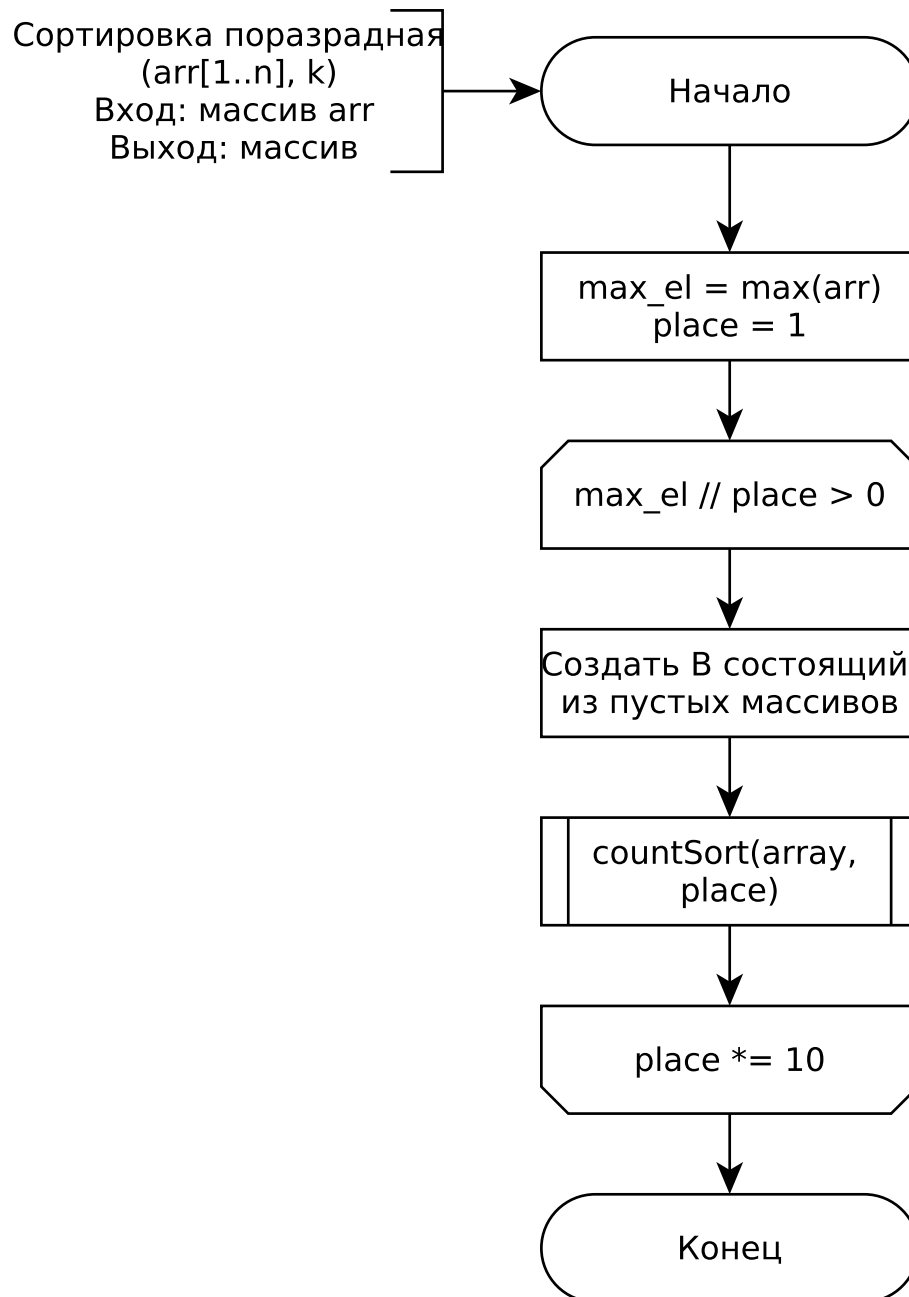 Сортировка поразрадная
(arr[1..n], k)
Вход: массив arr
Выход: массив
Начало
max_el = max(arr)
place = 1
max_el // place > 0
Создать B состоящий
из пустых массивов
countSort(array,
place)
place *= 10
Конец